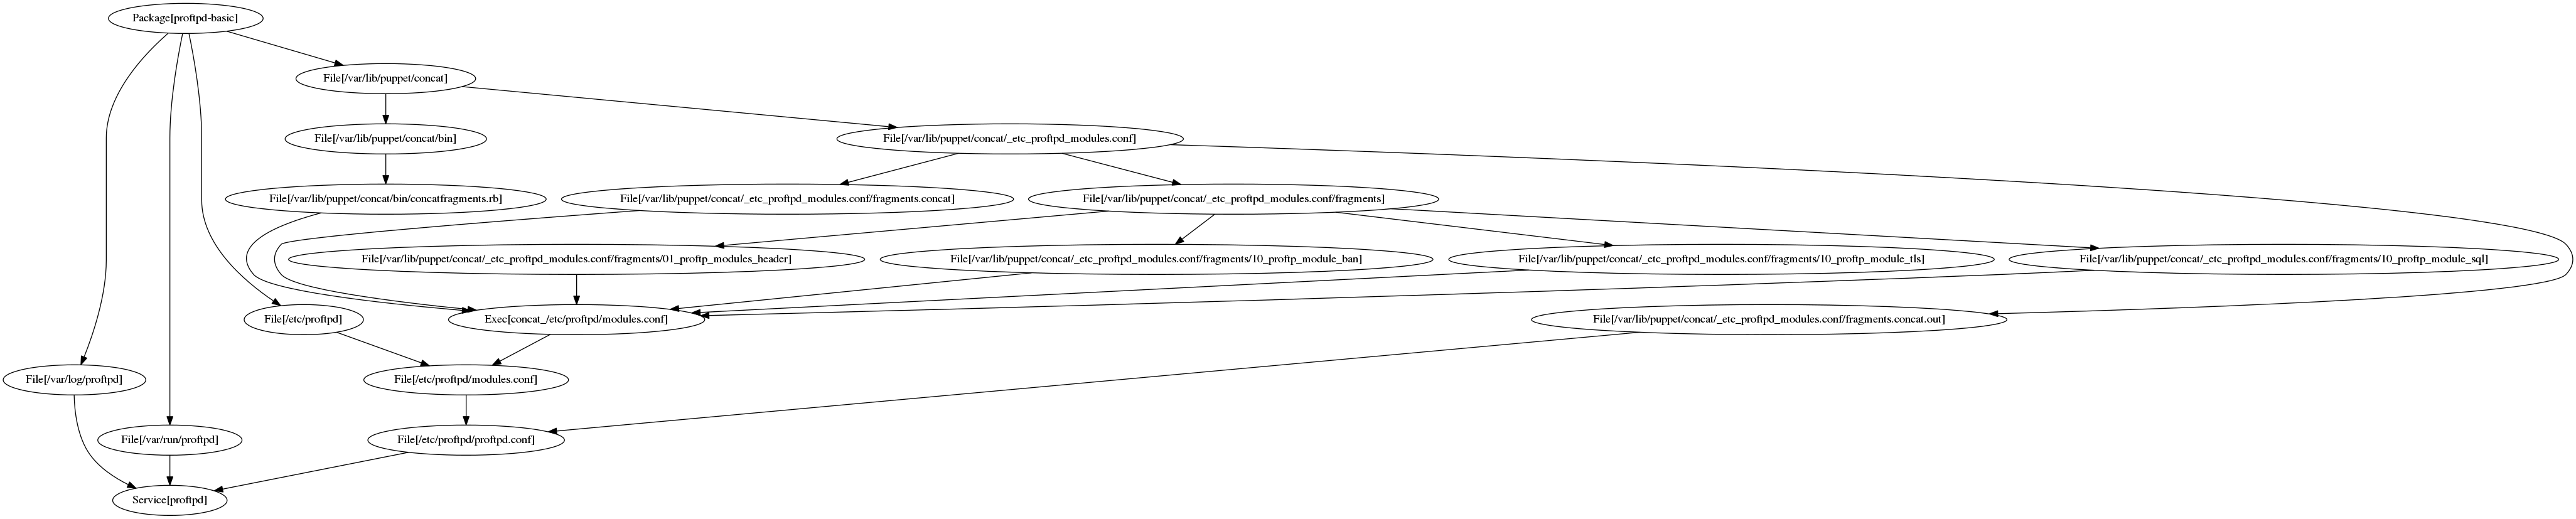 Package[proftpd-basic]
File[/var/lib/puppet/concat]
File[/var/lib/puppet/concat/bin]
File[/var/lib/puppet/concat/_etc_proftpd_modules.conf]
File[/var/lib/puppet/concat/bin/concatfragments.rb]
File[/var/lib/puppet/concat/_etc_proftpd_modules.conf/fragments.concat]
File[/var/lib/puppet/concat/_etc_proftpd_modules.conf/fragments]
File[/var/lib/puppet/concat/_etc_proftpd_modules.conf/fragments/01_proftp_modules_header]
File[/var/lib/puppet/concat/_etc_proftpd_modules.conf/fragments/10_proftp_module_ban]
File[/var/lib/puppet/concat/_etc_proftpd_modules.conf/fragments/10_proftp_module_tls]
File[/var/lib/puppet/concat/_etc_proftpd_modules.conf/fragments/10_proftp_module_sql]
File[/etc/proftpd]
Exec[concat_/etc/proftpd/modules.conf]
File[/var/lib/puppet/concat/_etc_proftpd_modules.conf/fragments.concat.out]
File[/var/log/proftpd]
File[/etc/proftpd/modules.conf]
File[/var/run/proftpd]
File[/etc/proftpd/proftpd.conf]
Service[proftpd]